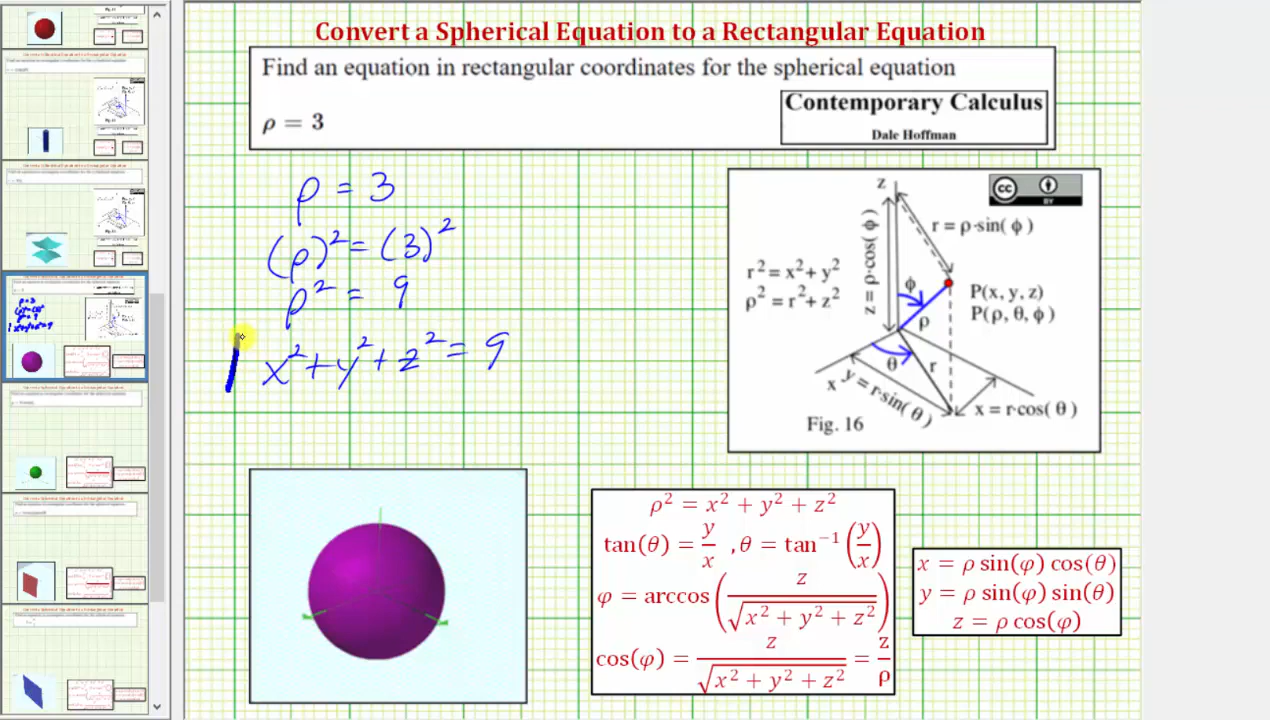 Convert a Spherical Equation to a Rectangular Equation
Find an equation in rectangular coordinates for the spherical equation
ρ = 3
Contemporary Calculus
Dale Hoffman
ρ = 3
(ρ)² = (3)²
ρ² = 9
x² + y² + z² = 9
z
CC BY
r = ρ·sin( ϕ )
z = ρ·cos( ϕ )
r² = x² + y²
ρ² = r² + z²
ϕ
P(x, y, z)
P(ρ, θ, ϕ)
ρ
θ
r
x
y = r·sin( θ )
x = r·cos( θ )
Fig. 16
ρ² = x² + y² + z²
tan(θ) = y/x , θ = tan⁻¹(y/x)
φ = arccos(z/√(x² + y² + z²))
cos(φ) = z/√(x² + y² + z²) = z/ρ
x = ρ sin(φ) cos(θ)
y = ρ sin(φ) sin(θ)
z = ρ cos(φ)